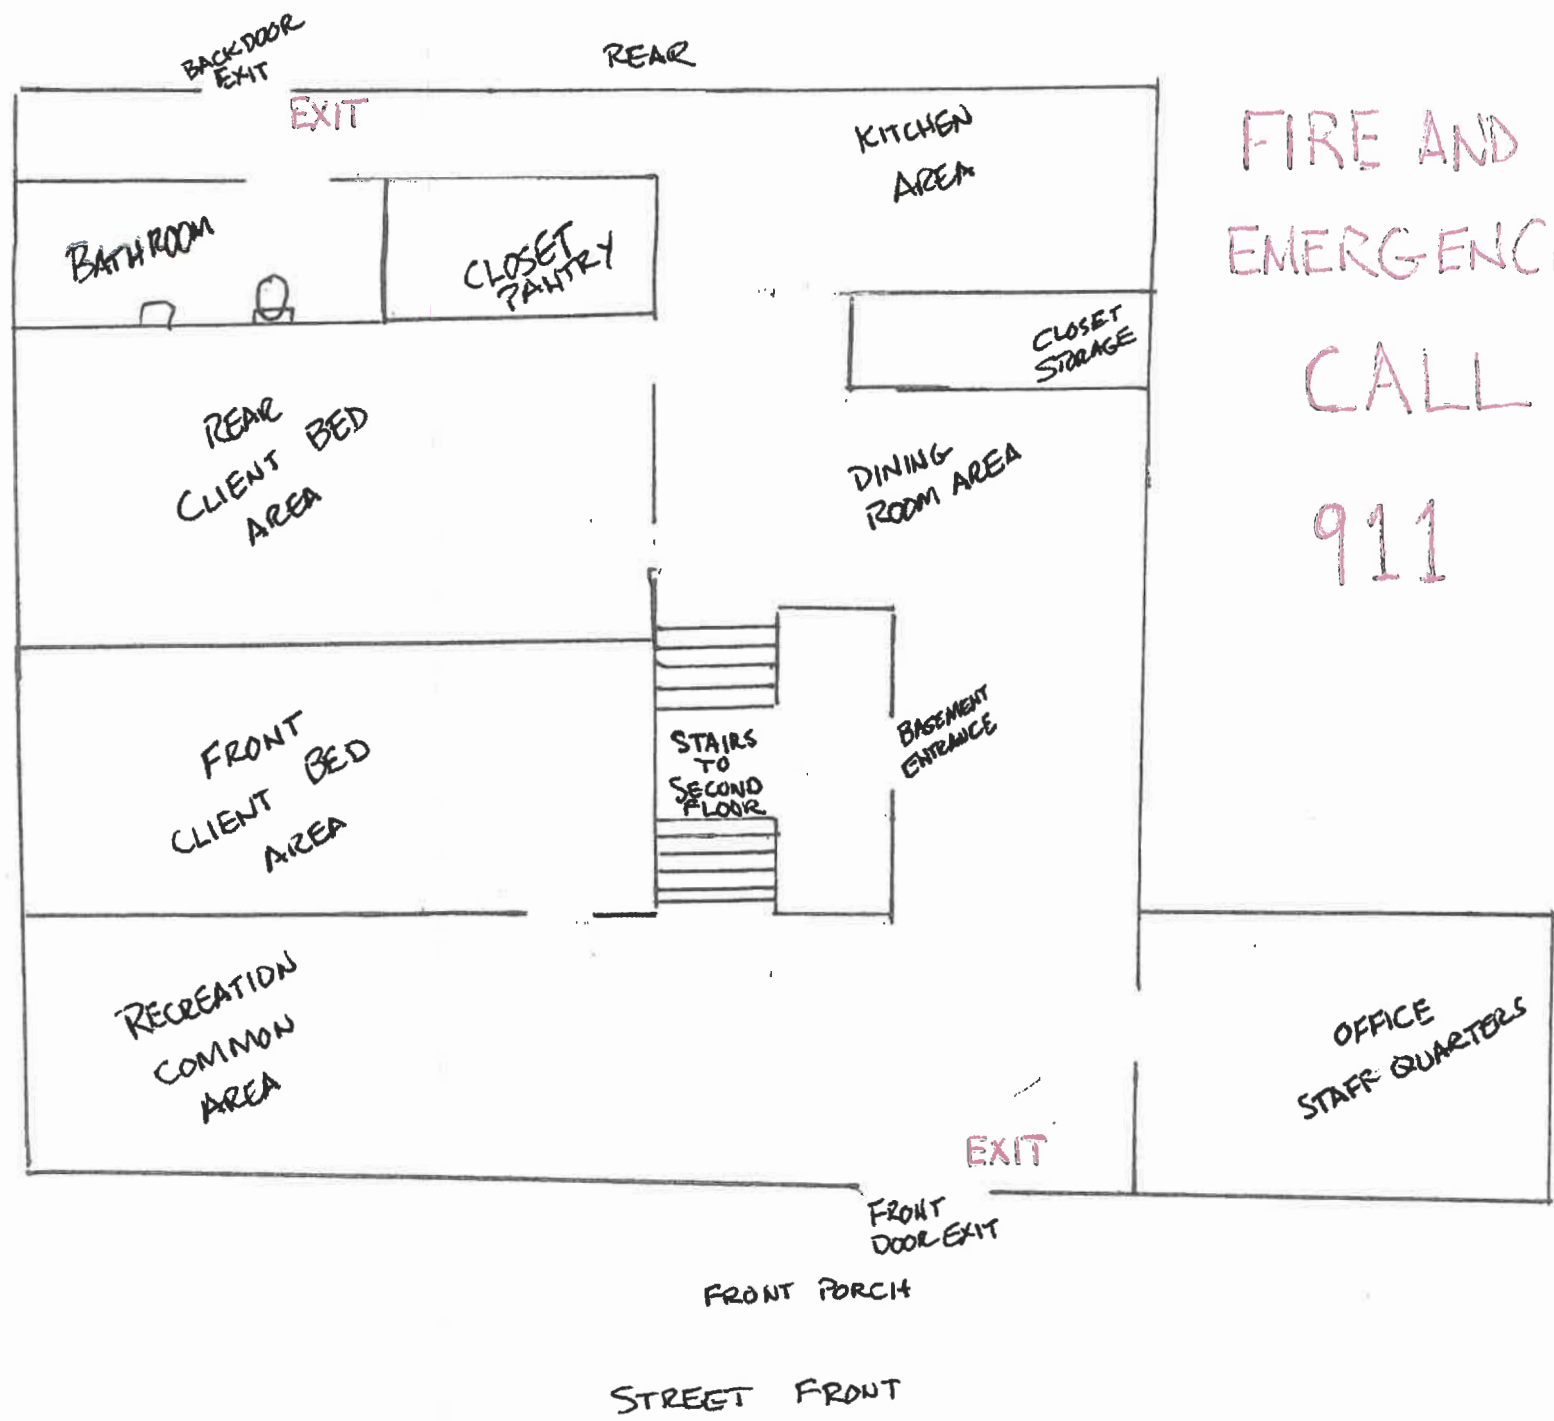 BACKDOOR
EXIT
REAR
EXIT
KITCHEN
AREA
FIRE AND
EMERGENC
CALL
911
BATHROOM
CLOSET
PANTRY
CLOSET
STORAGE
REAR
CLIENT BED
AREA
DINING
ROOM AREA
FRONT
CLIENT BED
AREA
STAIRS
TO
SECOND
FLOOR
BASEMENT
ENTRANCE
RECREATION
COMMON
AREA
OFFICE
STAFF QUARTERS
EXIT
FRONT
DOOR EXIT
FRONT PORCH
STREET FRONT